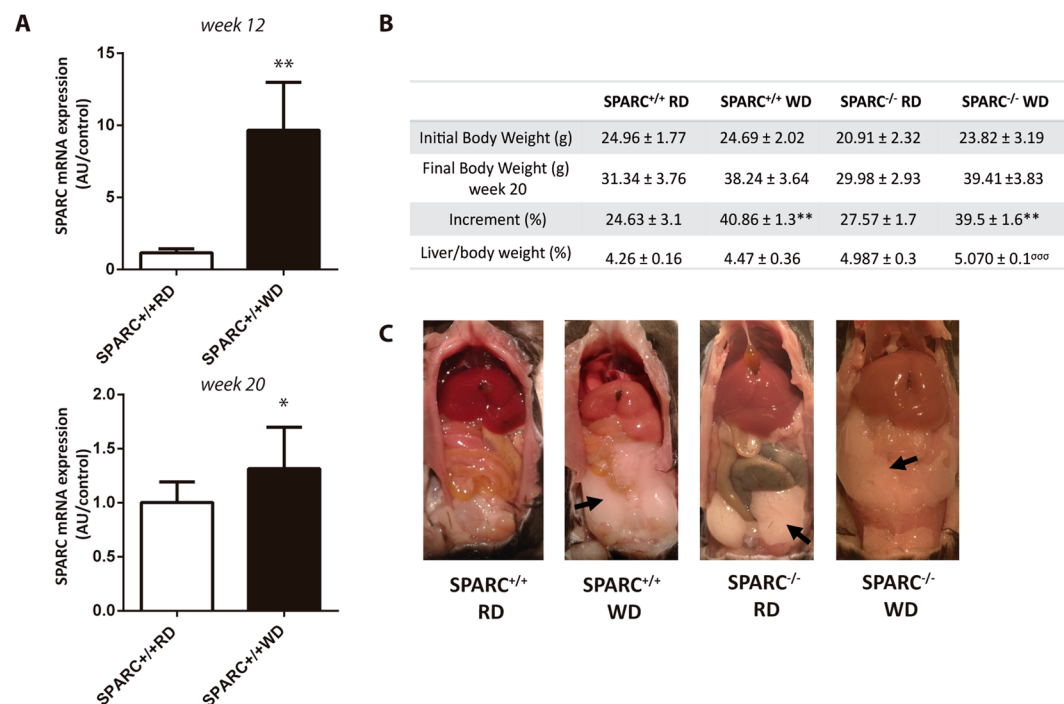 A
week 12
SPARC mRNA expression
(AU/control)
15
10
5
0
**
SPARC+/+RD
SPARC+/+WD
week 20
SPARC mRNA expression
(AU/control)
2.0
1.5
1.0
0.5
0.0
*
SPARC+/+RD
SPARC+/+WD
B
SPARC+/+ RD SPARC+/+ WD SPARC-/- RD SPARC-/- WD
Initial Body Weight (g) 24.96 ± 1.77 24.69 ± 2.02 20.91 ± 2.32 23.82 ± 3.19
Final Body Weight (g)
week 20 31.34 ± 3.76 38.24 ± 3.64 29.98 ± 2.93 39.41 ±3.83
Increment (%) 24.63 ± 3.1 40.86 ± 1.3** 27.57 ± 1.7 39.5 ± 1.6**
Liver/body weight (%) 4.26 ± 0.16 4.47 ± 0.36 4.987 ± 0.3 5.070 ± 0.1σσσ
C
SPARC+/+
RD
SPARC+/+
WD
SPARC-/-
RD
SPARC-/-
WD